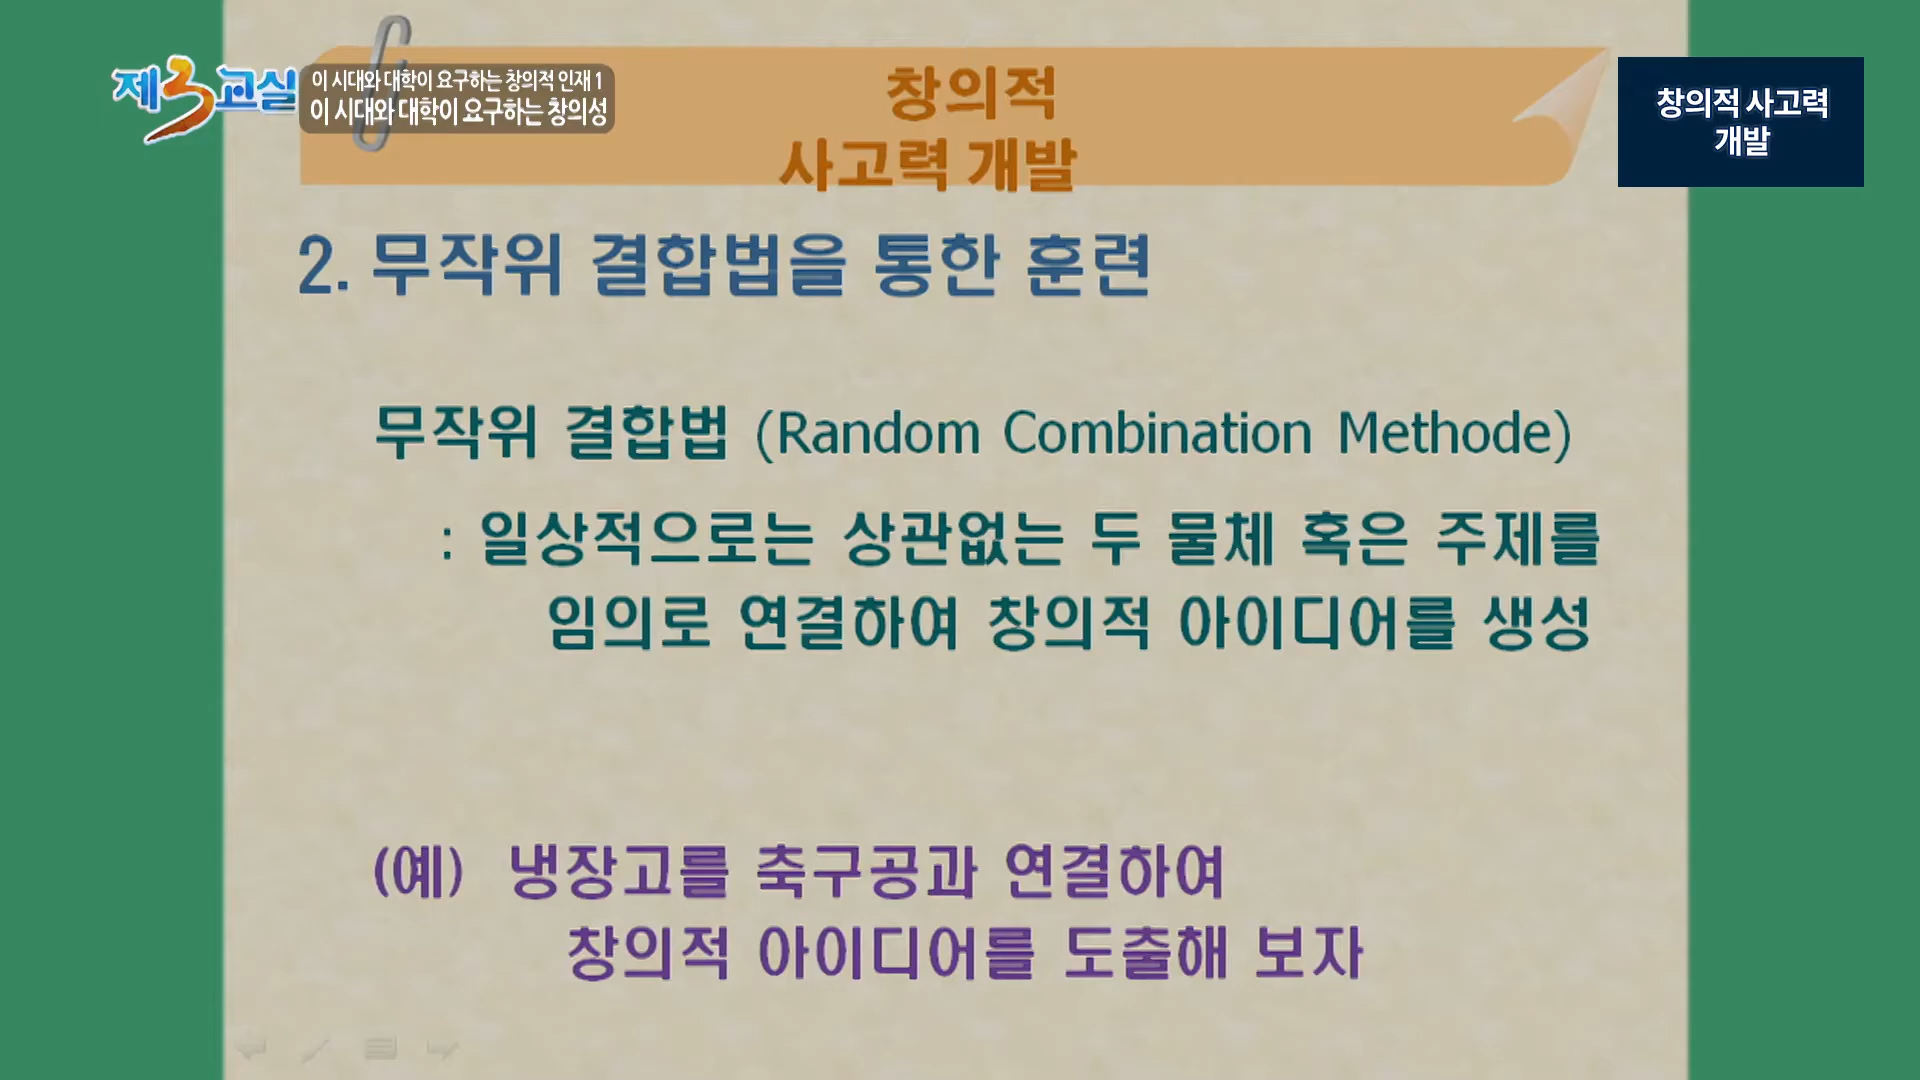 제3교실
이 시대와 대학이 요구하는 창의적 인재 1
이 시대와 대학이 요구하는 창의성
창의적
사고력 개발
창의적 사고력
개발
2. 무작위 결합법을 통한 훈련
무작위 결합법 (Random Combination Methode)
: 일상적으로는 상관없는 두 물체 혹은 주제를
임의로 연결하여 창의적 아이디어를 생성
(예) 냉장고를 축구공과 연결하여
창의적 아이디어를 도출해 보자